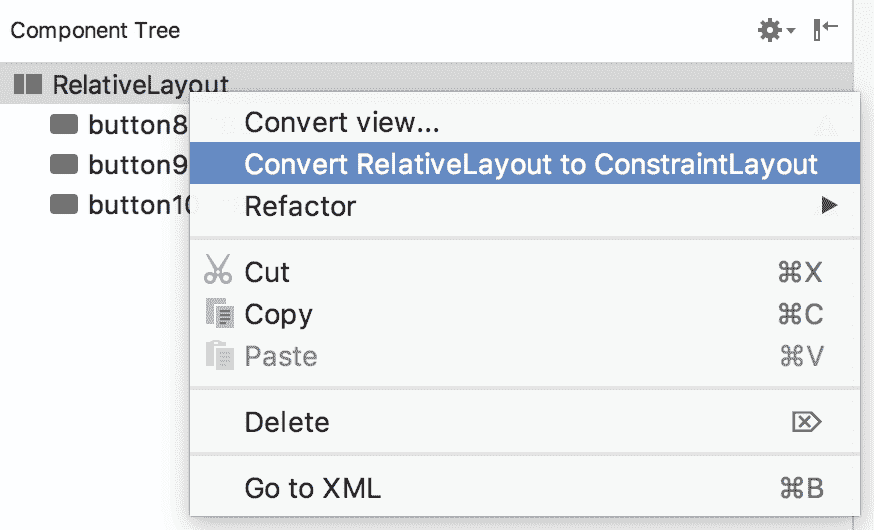 Component Tree
RelativeLayout
button8
button9
button10
Convert view...
Convert RelativeLayout to ConstraintLayout
Refactor
Cut ⌘X
Copy ⌘C
Paste ⌘V
Delete ⌦
Go to XML ⌘B